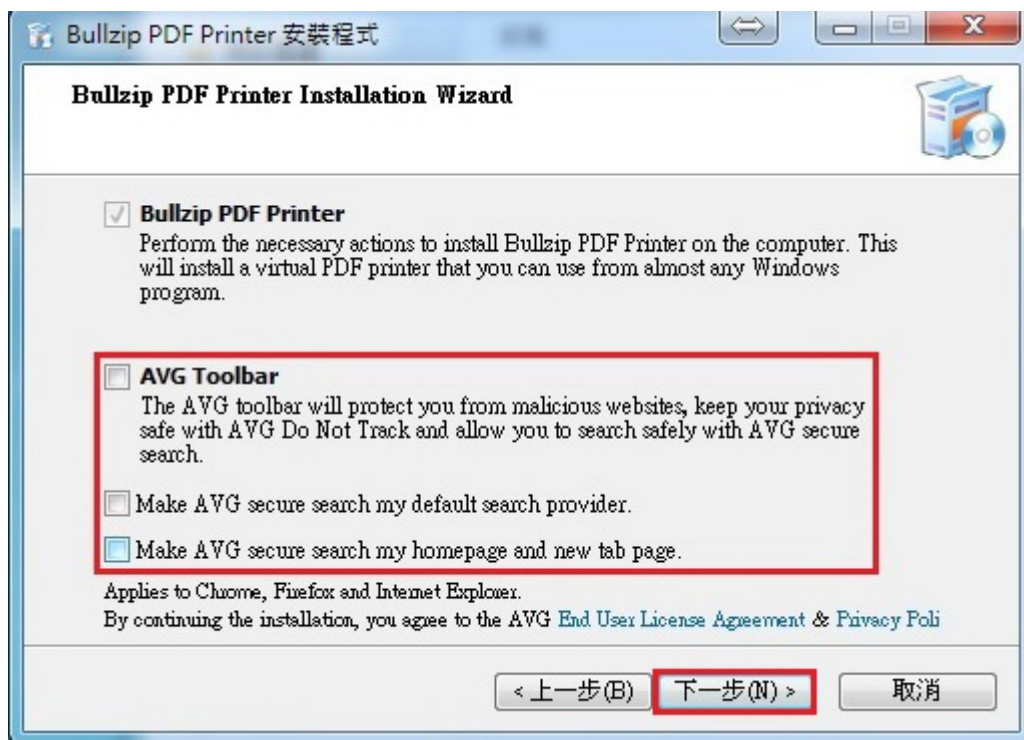 Bullzip PDF Printer 安裝程式
Bullzip PDF Printer Installation Wizard
Bullzip PDF Printer
Perform the necessary actions to install Bullzip PDF Printer on the computer. This
will install a virtual PDF printer that you can use from almost any Windows
program.
AVG Toolbar
The AVG toolbar will protect you from malicious websites, keep your privacy
safe with AVG Do Not Track and allow you to search safely with AVG secure
search.
Make AVG secure search my default search provider.
Make AVG secure search my homepage and new tab page.
Applies to Chrome, Firefox and Internet Explorer.
By continuing the installation, you agree to the AVG End User License Agreement & Privacy Poli
<上一步(B) 下一步(N) > 取消